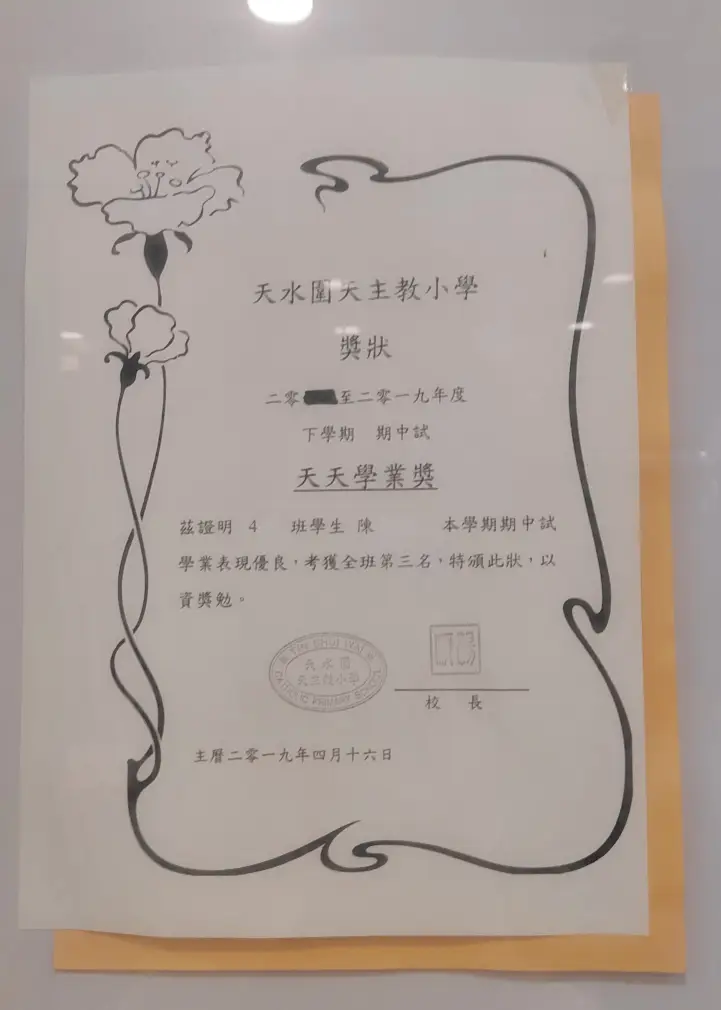 天水圍天主教小學
獎狀
二零 至二零一九年度
下學期 期中試
天天學業獎
茲證明 4 班學生 陳 本學期期中試
學業表現優良，考獲全班第三名，特頒此狀，以
資獎勉。
TIN SHUI WAI
天水圍
天主教小學
CATHOLIC PRIMARY SCHOOL
校 長
主曆二零一九年四月十六日